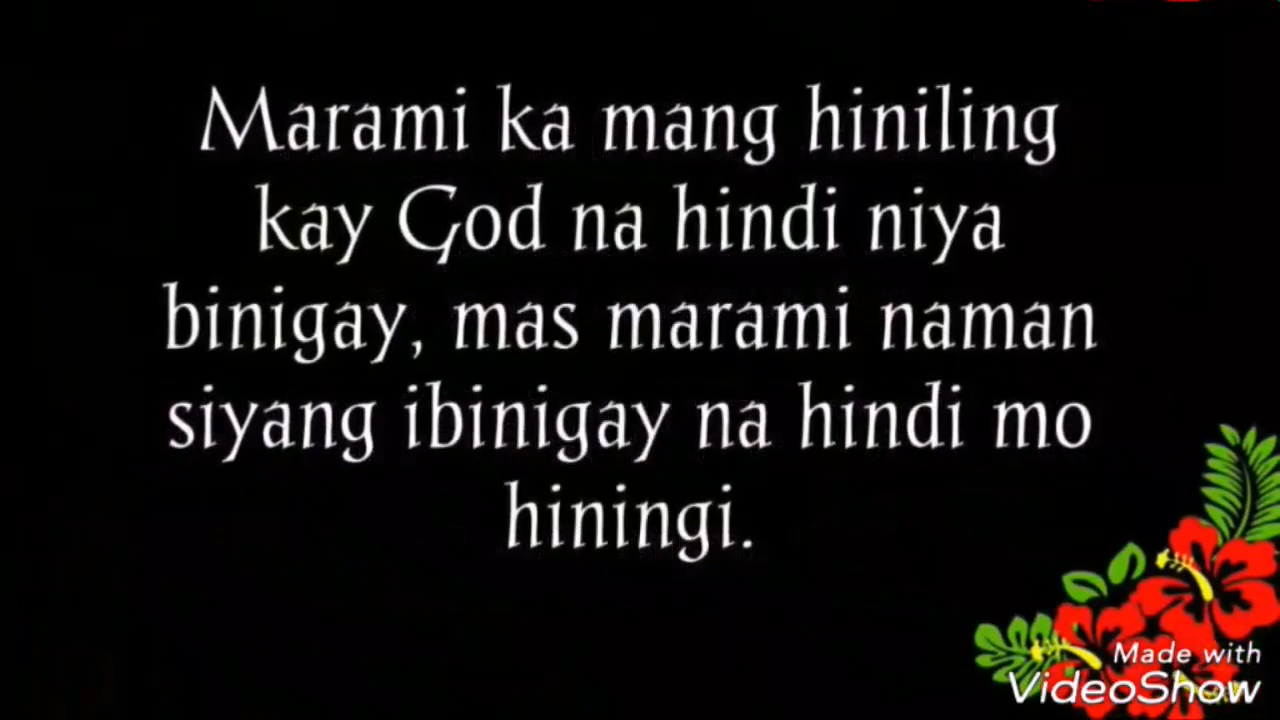 Marami ka mang hiniling
kay God na hindi niya
binigay, mas marami naman
siyang ibinigay na hindi mo
hiningi.
Made with
VideoShow